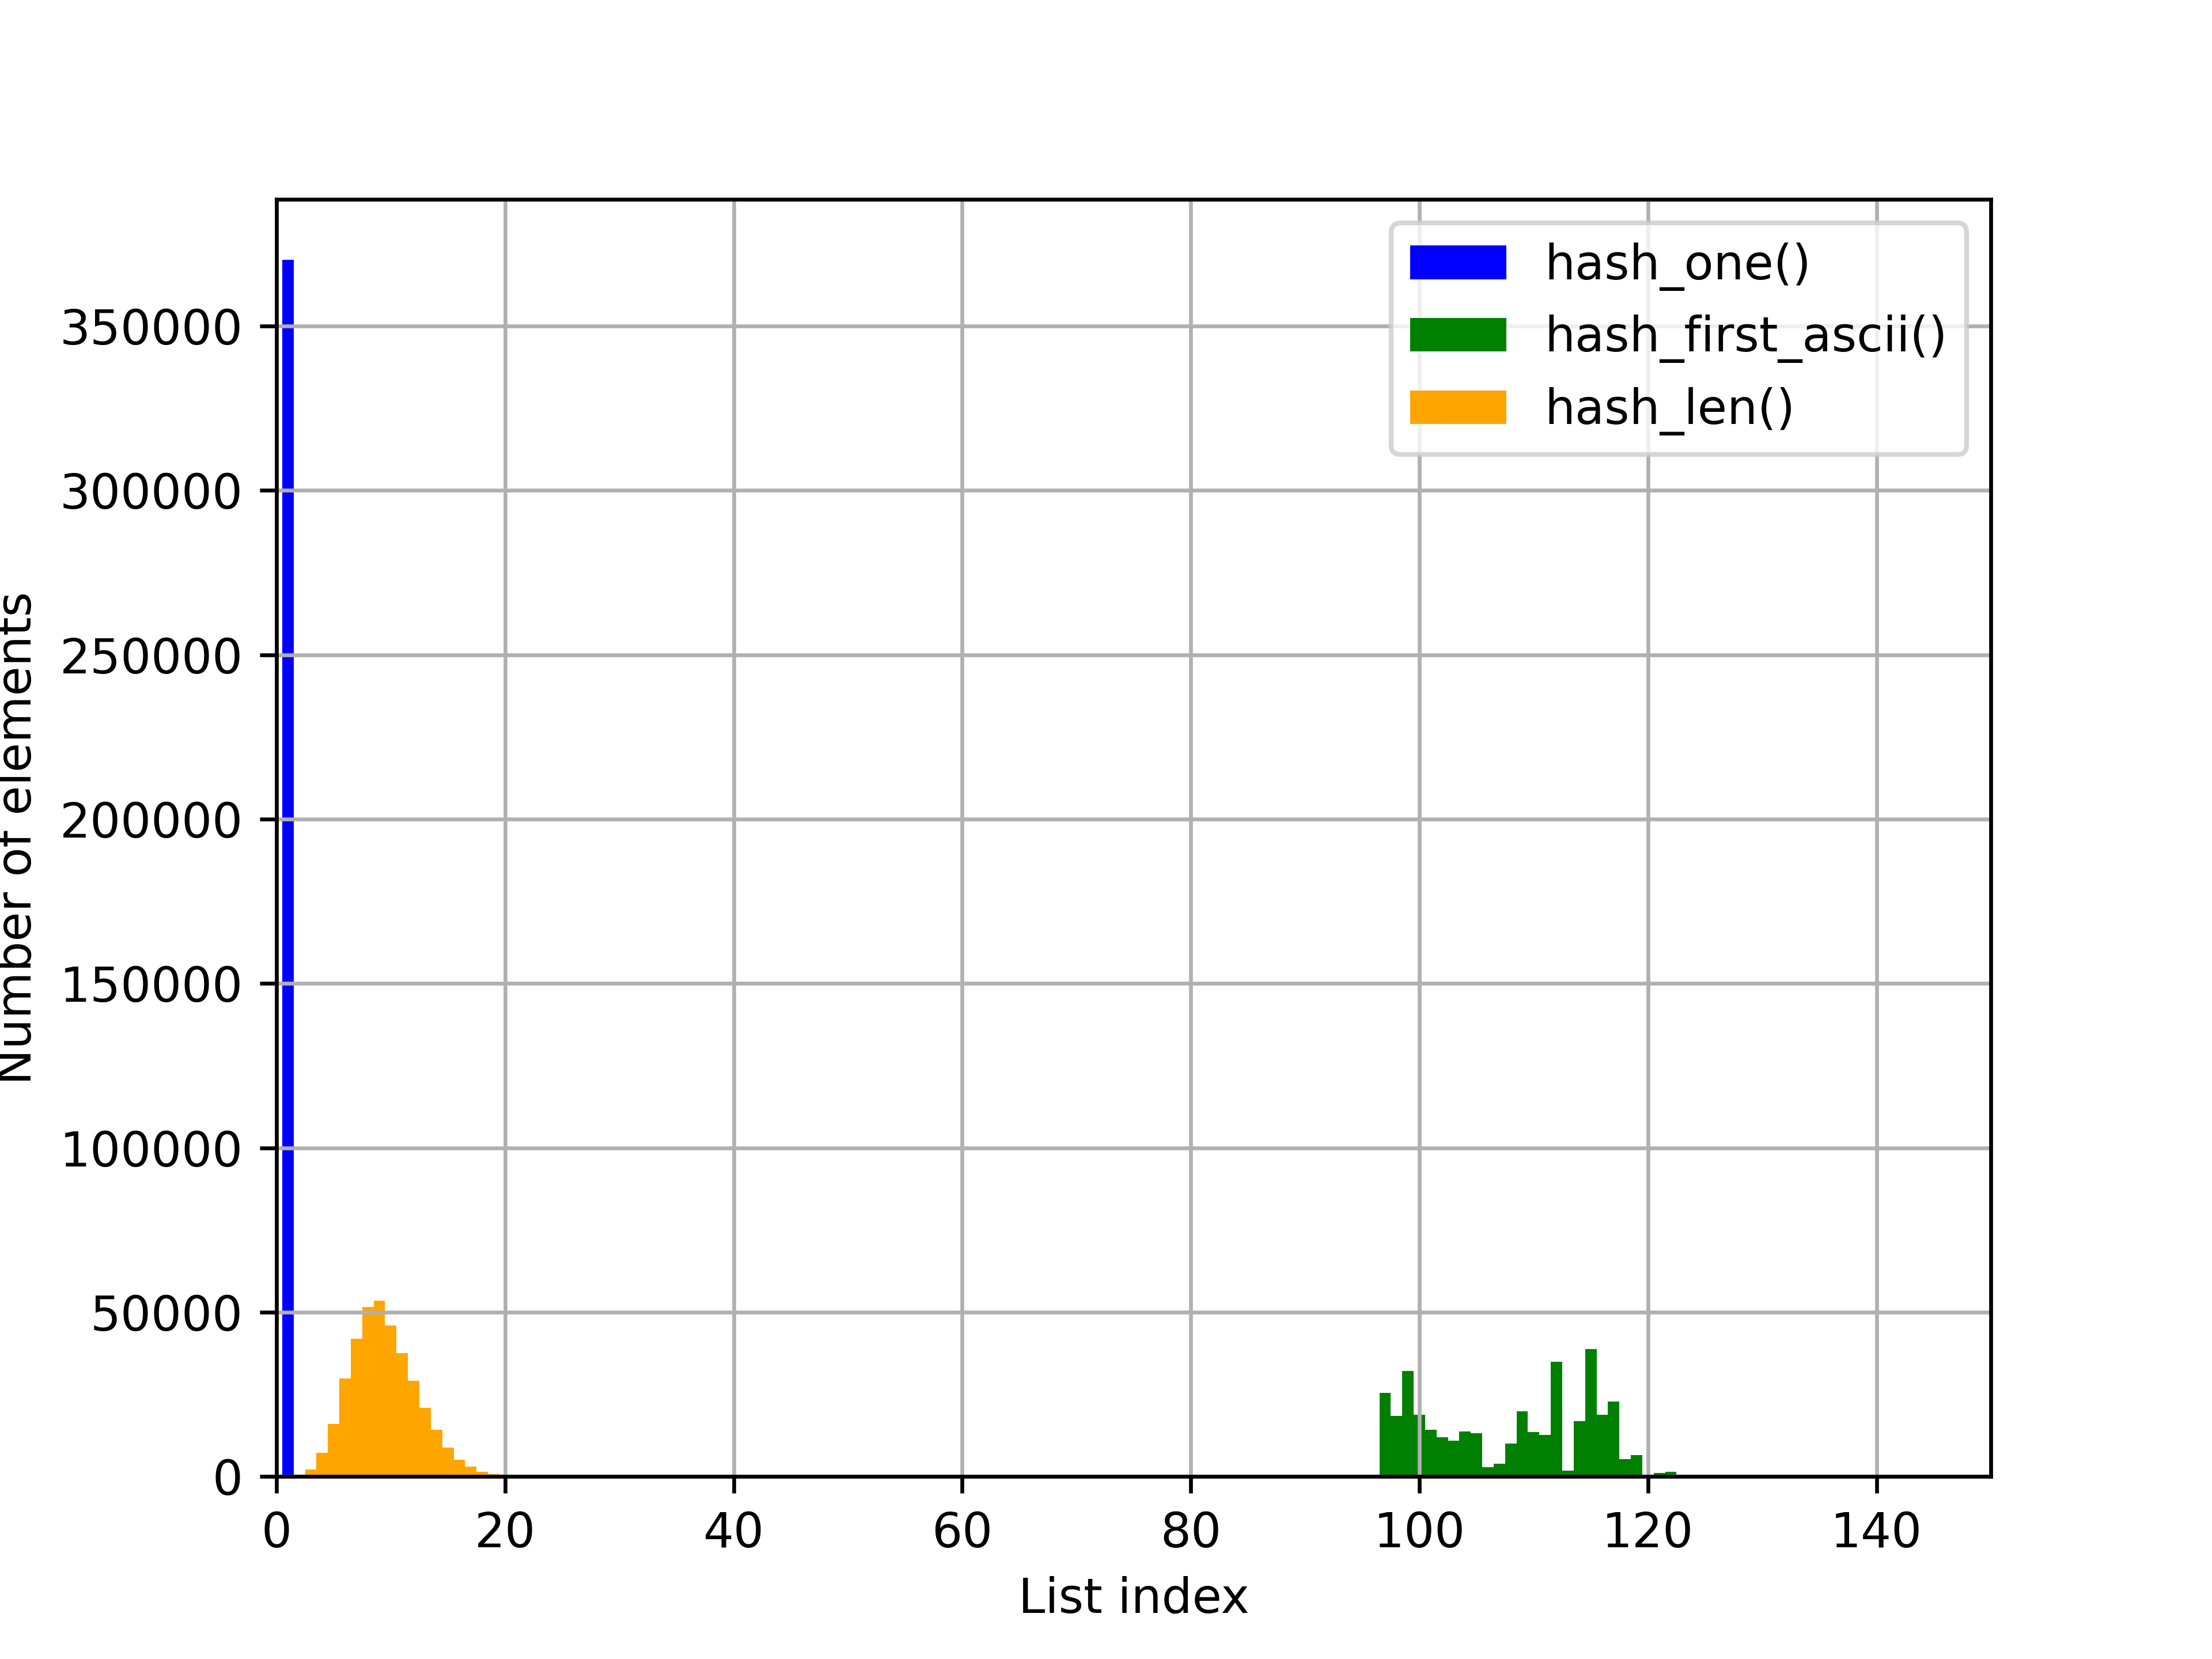 hash_one()
hash_first_ascii()
hash_len()
350000
300000
250000
200000
150000
100000
50000
0
Number of elements
0 20 40 60 80 100 120 140
List index